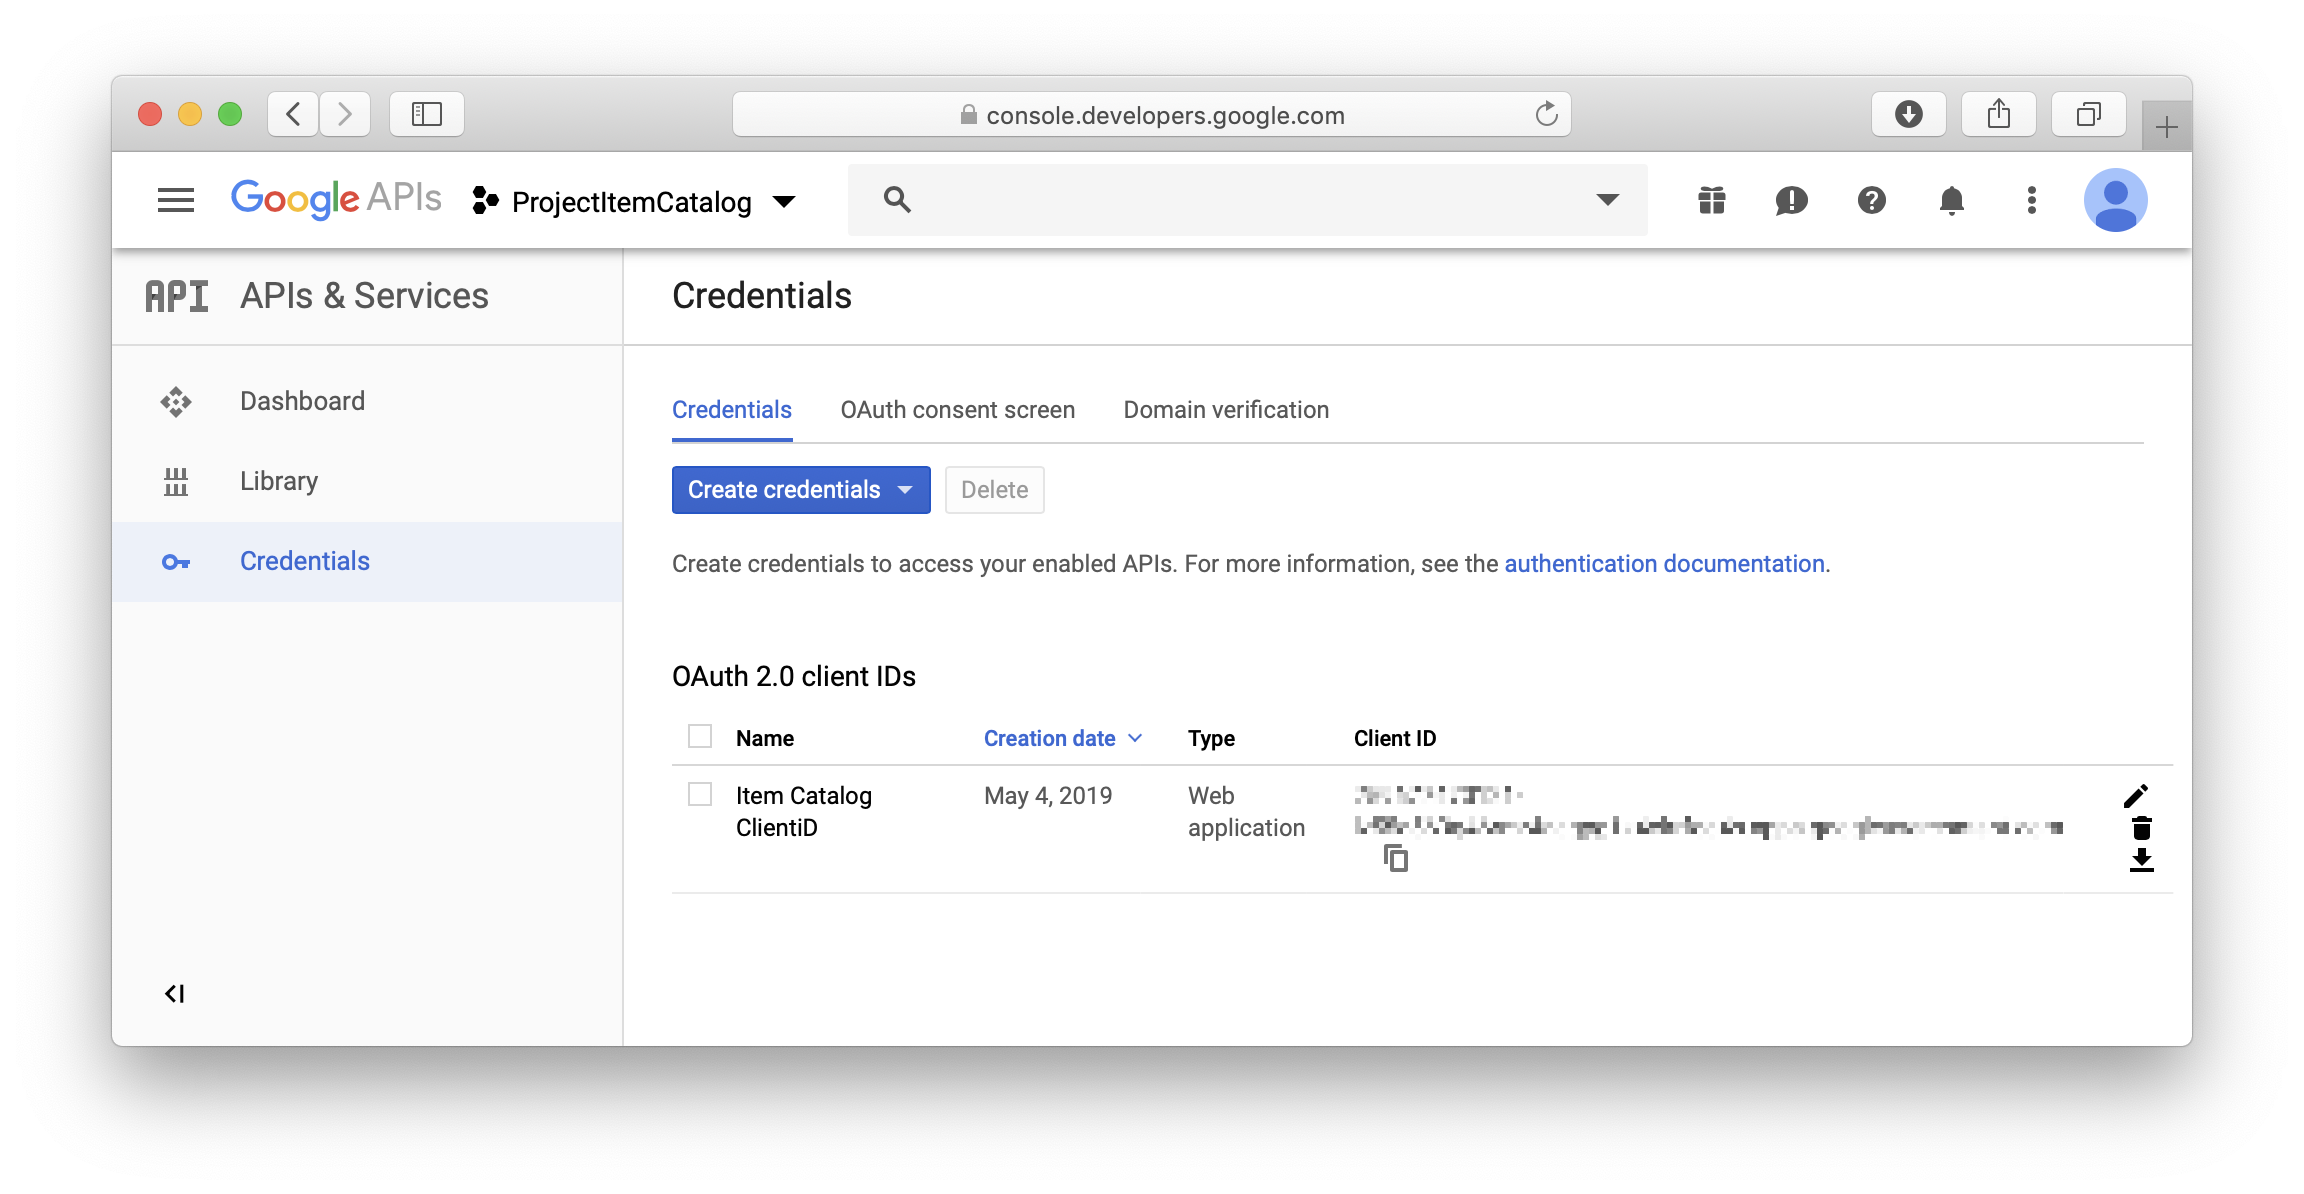 console.developers.google.com
Google APIs ProjectItemCatalog
API APIs & Services
Credentials
Dashboard
Library
Credentials
Credentials OAuth consent screen Domain verification
Create credentials Delete
Create credentials to access your enabled APIs. For more information, see the authentication documentation.
OAuth 2.0 client IDs
Name Creation date Type Client ID
Item Catalog May 4, 2019 Web
ClientiD application